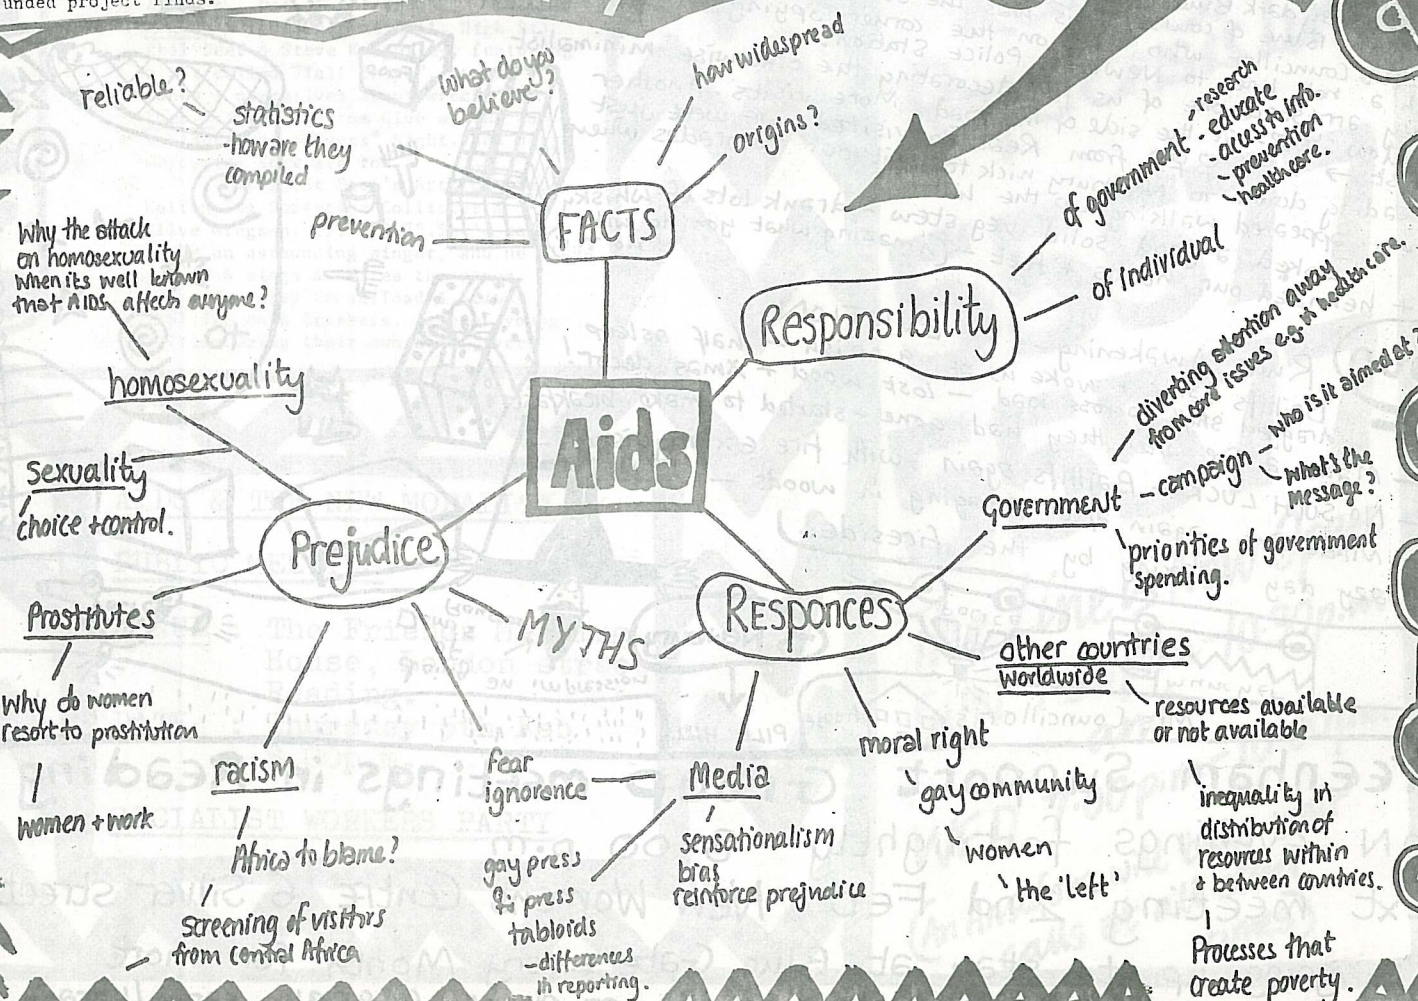 unded project finds.
Aids
FACTS
reliable?
statistics
-how are they
compiled
What do you
believe?
how widespread
origins?
prevention
Responsibility
of government
- research
- educate
- access to info.
- prevention
- healthcare.
of individual
Prejudice
homosexuality
Why the attack
on homosexuality
when its well known
that AIDS affects everyone?
Sexuality
choice + control.
Prostitutes
Why do women
resort to prostitution
women + work
racism
Africa to blame?
screening of visitors
from central Africa
MYTHS
RESPONCES
Media
fear
ignorance
sensationalism
bias
reinforce prejudice
gay press
press
tabloids
-differences
in reporting.
moral right
gay community
women
the 'left'
GOVERNMENT
diverting attention away
from core issues e.g. healthcare.
- campaign
- who is it aimed at?
what's the
message?
priorities of government
spending.
other countries
worldwide
resources available
or not available
inequality in
distribution of
resources within
+ between countries.
Processes that
create poverty.